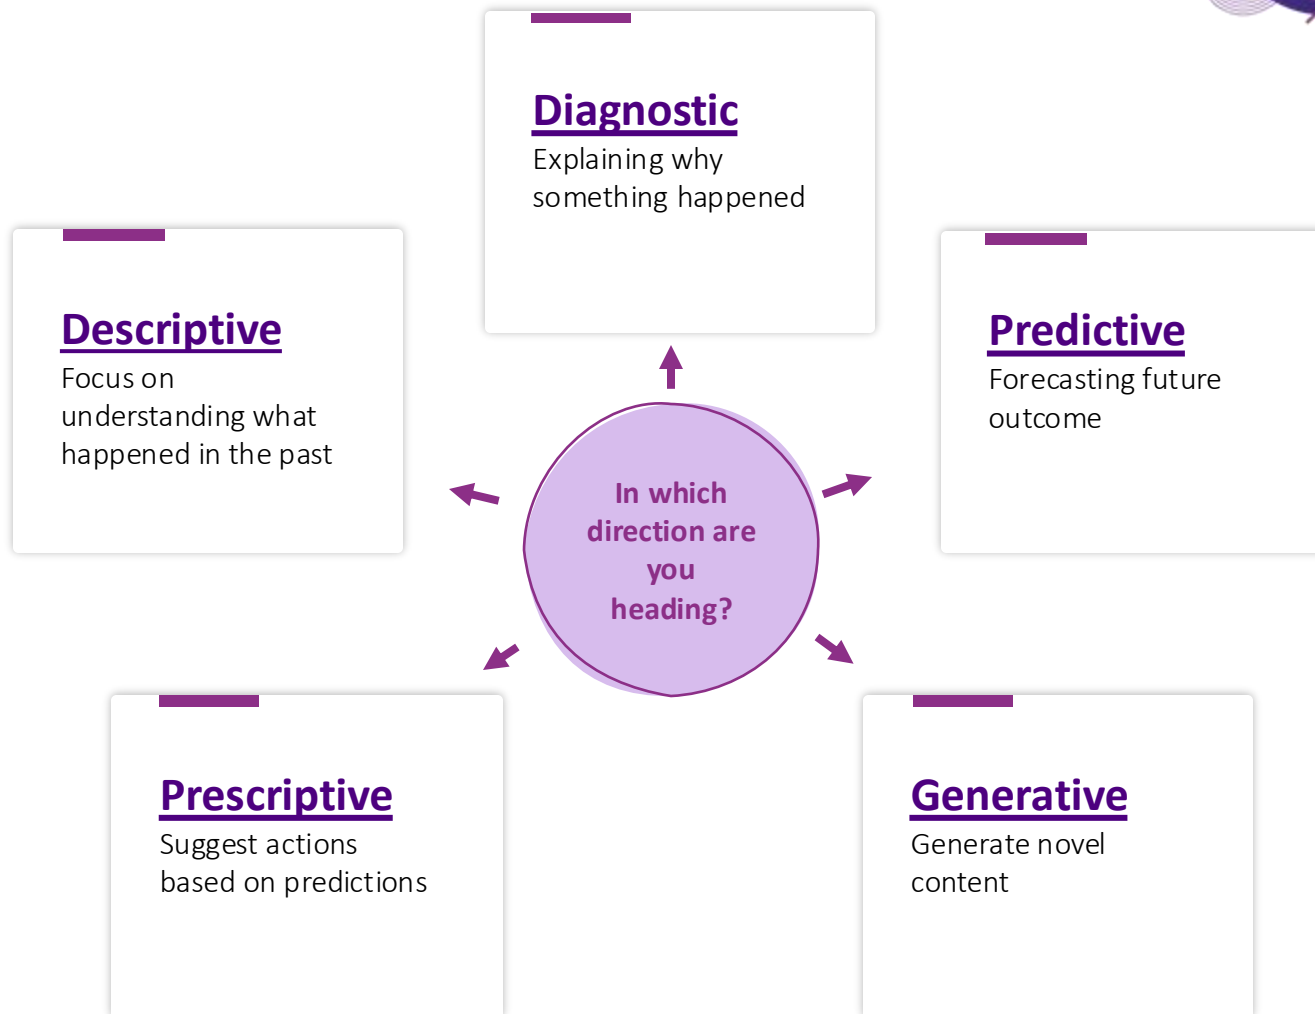 Diagnostic
Explaining why
something happened
Descriptive
Focus on
understanding what
happened in the past
Predictive
Forecasting future
outcome
In which
direction are
you
heading?
Prescriptive
Suggest actions
based on predictions
Generative
Generate novel
content